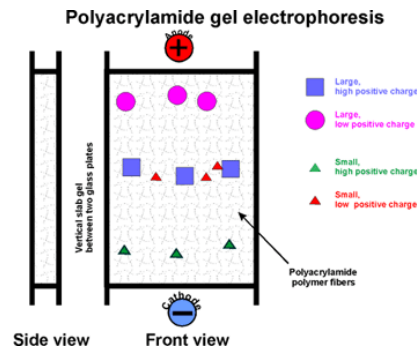 Polyacrylamide gel electrophoresis
Anode
+
Large,
high positive charge
Large,
low positive charge
Small,
high positive charge
Small,
low positive charge
Vertical slab gel
between two glass plates
Polyacrylamide
polymer fibers
Cathode
−
Side view
Front view